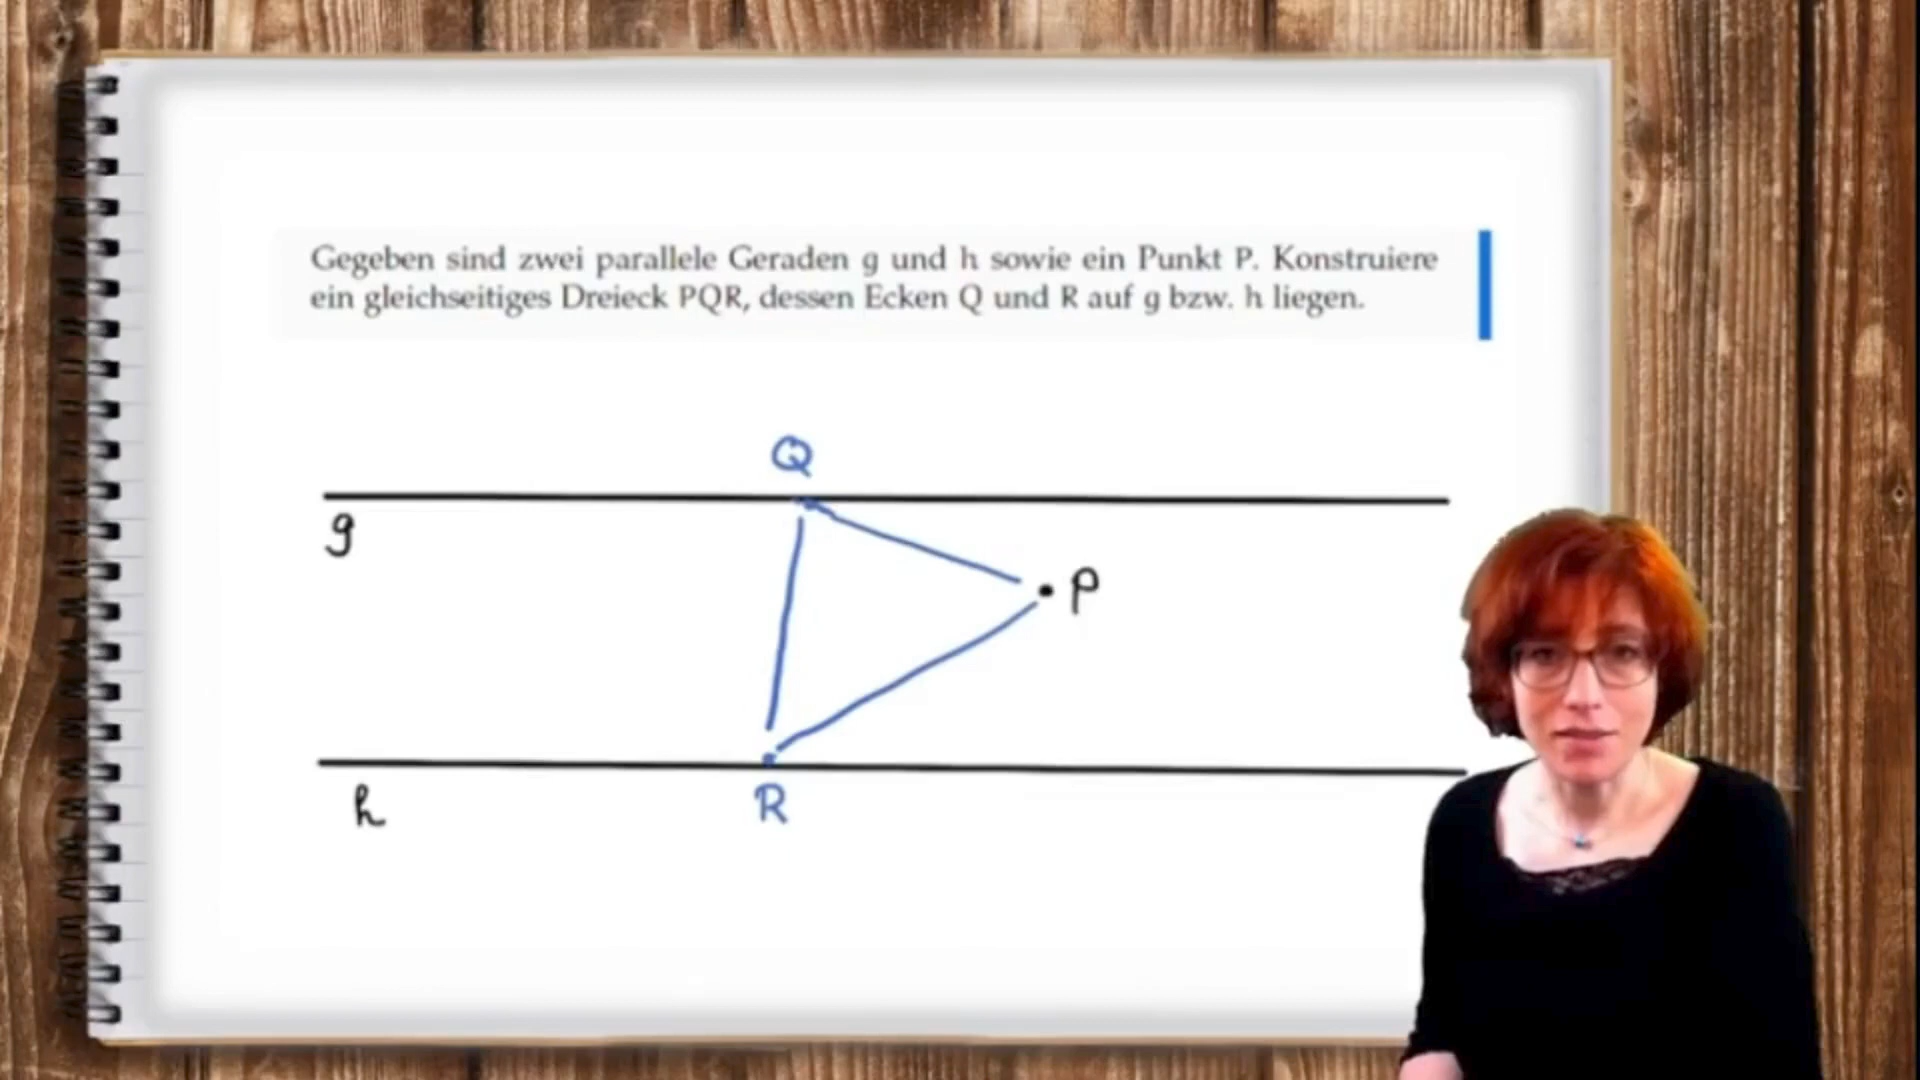 Gegeben sind zwei parallele Geraden g und h sowie ein Punkt P. Konstruiere
ein gleichseitiges Dreieck PQR, dessen Ecken Q und R auf g bzw. h liegen.
Q
g
P
h
R